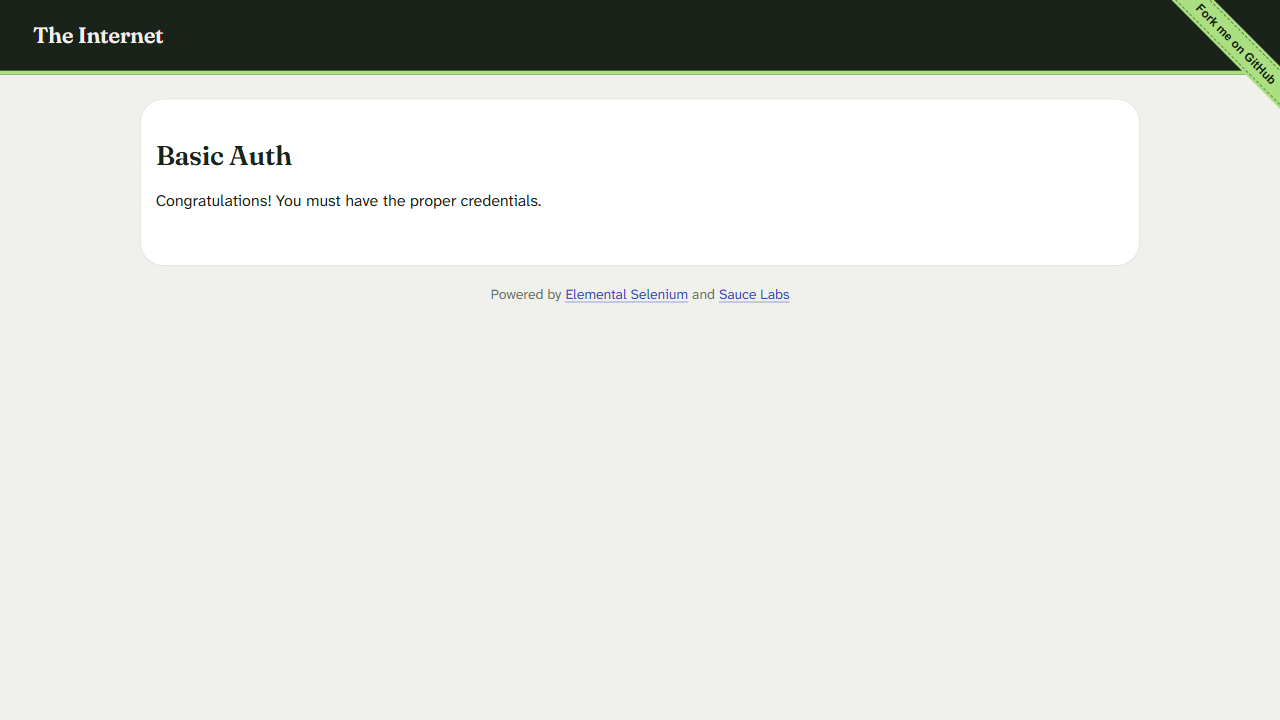 The Internet
Fork me on GitHub
Basic Auth
Congratulations! You must have the proper credentials.
Powered by Elemental Selenium and Sauce Labs